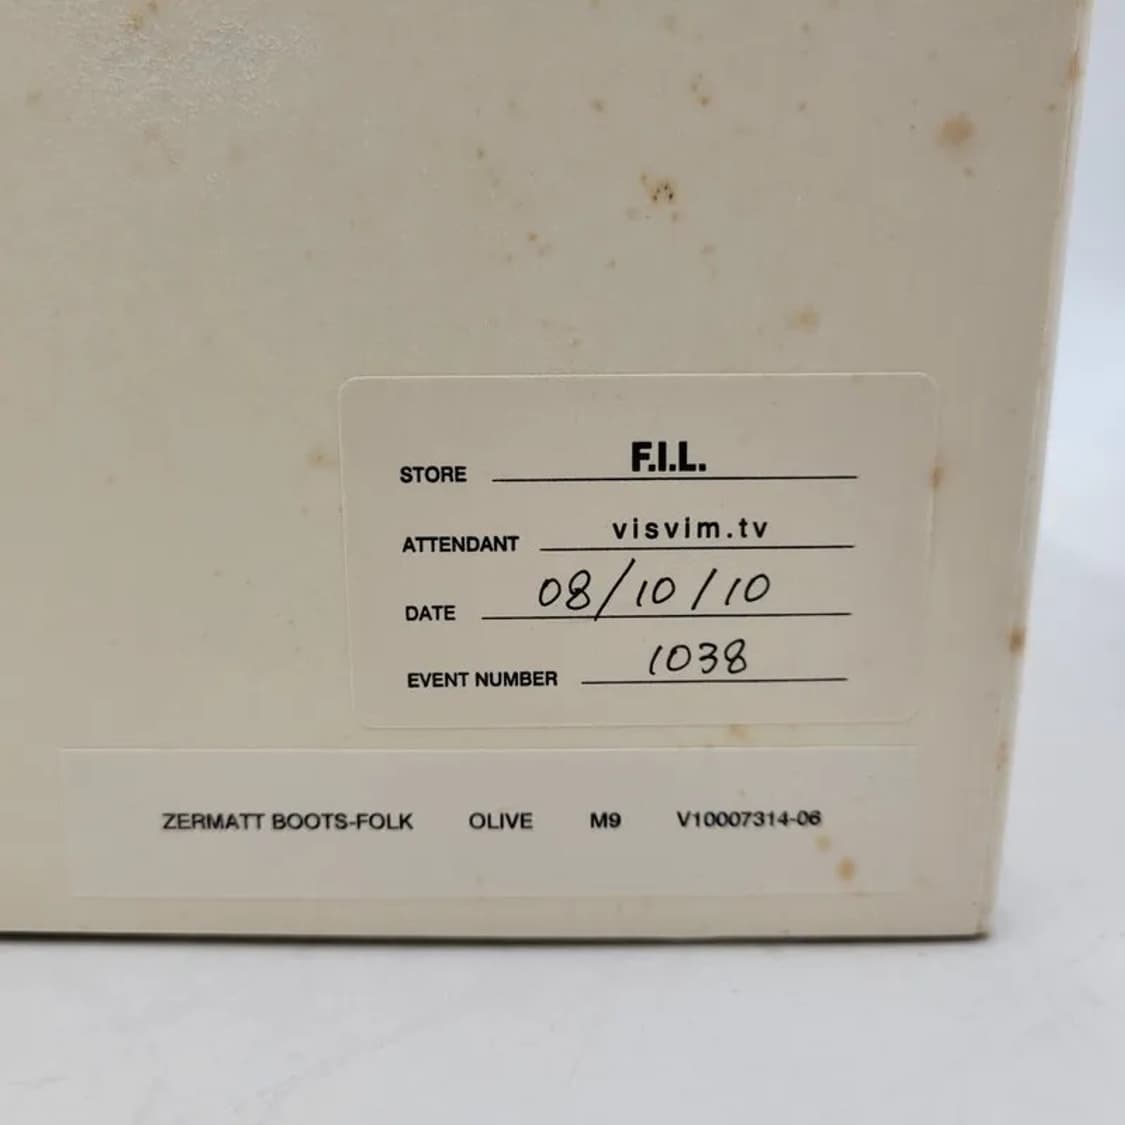 STORE F.I.L.
ATTENDANT visvim.tv
DATE 08/10/10
EVENT NUMBER 1038
ZERMATT BOOTS-FOLK OLIVE M9 V10007314-06